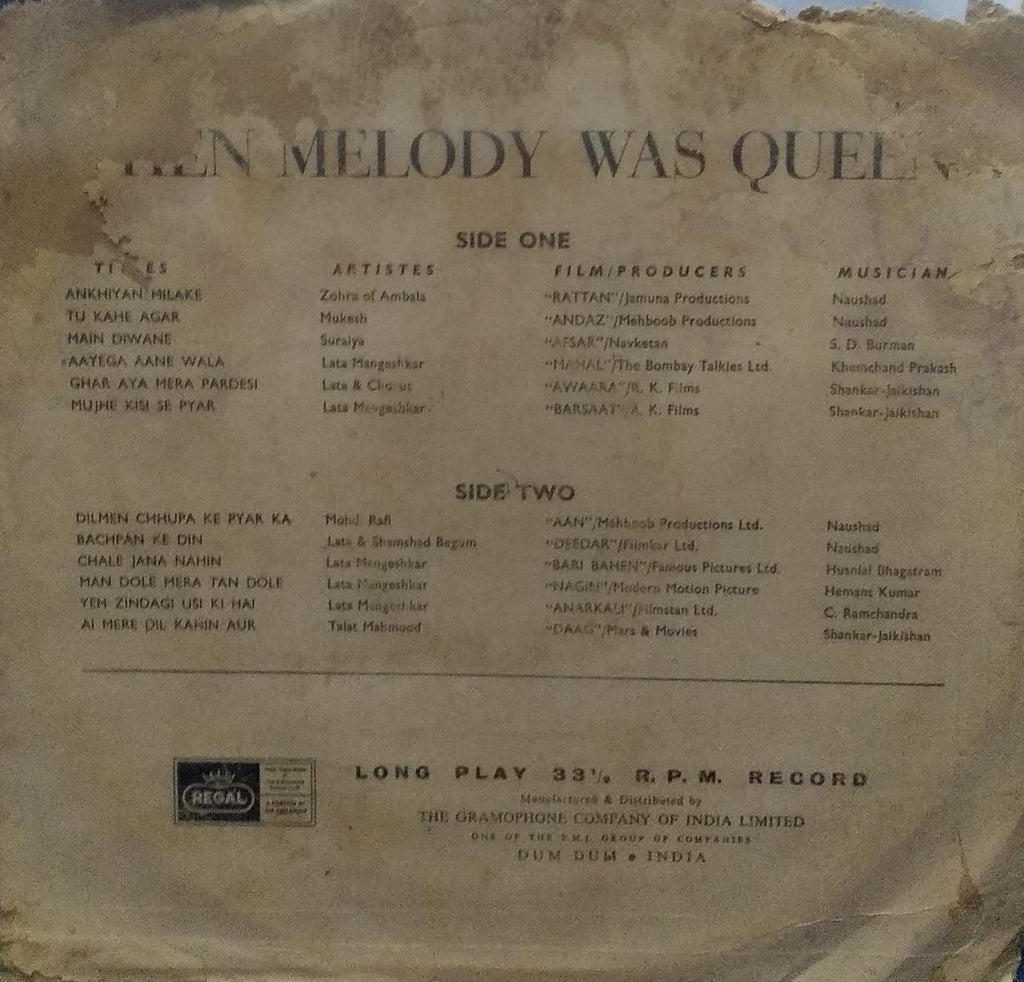 MELODY WAS QUEEN
SIDE ONE
ARTISTES FILM/PRODUCERS MUSICIAN
ANKHIYAN MILAKE Zohra of Ambala "RATTAN"/Jamuna Productions Naushad
TU KAHE AGAR Mukesh "ANDAZ"/Mehboob Productions Naushad
MAIN DIWANE Suraiya "AFSAR"/Navketan S. D. Burman
AAYEGA AANE WALA Lata Mangeshkar "MAHAL"/The Bombay Talkies Ltd. Khemchand Prakash
GHAR AYA MERA PARDESI Lata & Chorus "AWAARA"/R. K. Films Shankar-Jaikishan
MUJHE KISI SE PYAR Lata Mangeshkar "BARSAAT"/R. K. Films Shankar-Jaikishan
SIDE TWO
DILMEN CHHUPA KE PYAR KA Mohd. Rafi "AAN"/Mehboob Productions Ltd. Naushad
BACHPAN KE DIN Lata & Shamshad Begum "DEEDAR"/Filmkar Ltd. Naushad
CHALE JANA NAHIN Lata Mangeshkar "BARI BAHEN"/Famous Pictures Ltd. Husnlal Bhagatram
MAN DOLE MERA TAN DOLE Lata Mangeshkar "NAGIN"/Modern Motion Picture Hemant Kumar
YEH ZINDAGI USI KI HAI Lata Mangeshkar "ANARKALI"/Filmstan Ltd. C. Ramchandra
AI MERE DIL KAHIN AUR Talat Mahmood "DAAG"/Mars & Movies Shankar-Jaikishan
REGAL
LONG PLAY 33⅓ R.P.M. RECORD
Manufactured & Distributed by
THE GRAMOPHONE COMPANY OF INDIA LIMITED
ONE OF THE E.M.I. GROUP OF COMPANIES
DUM DUM • INDIA